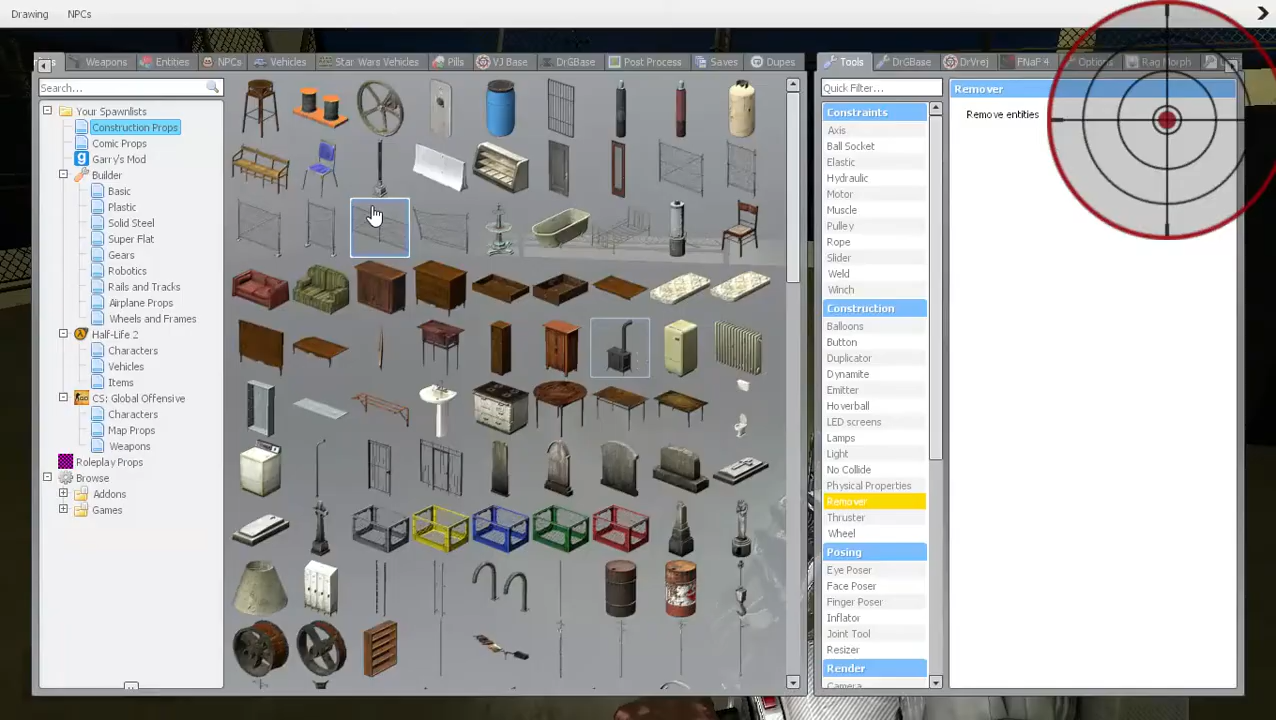 Drawing NPCs
Weapons Entities NPCs Vehicles Star Wars Vehicles Pills VJ Base DrGBase Post Process Saves Dupes
Search...
Your Spawnlists
Construction Props
Comic Props
Garry's Mod
Builder
Basic
Plastic
Solid Steel
Super Flat
Gears
Robotics
Rails and Tracks
Airplane Props
Wheels and Frames
Half-Life 2
Characters
Vehicles
Items
CS: Global Offensive
Characters
Map Props
Weapons
Roleplay Props
Browse
Addons
Games
Tools DrGBase DrVrej FNaP 4 Options Rag Morph
Quick Filter...
Constraints
Axis
Ball Socket
Elastic
Hydraulic
Motor
Muscle
Pulley
Rope
Slider
Weld
Winch
Construction
Balloons
Button
Duplicator
Dynamite
Emitter
Hoverball
LED screens
Lamps
Light
No Collide
Physical Properties
Remover
Thruster
Wheel
Posing
Eye Poser
Face Poser
Finger Poser
Inflator
Joint Tool
Resizer
Render
Camera
Remover
Remove entities